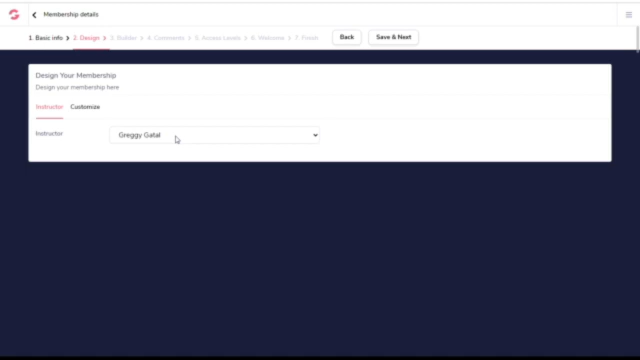 Membership details
1. Basic info > 2. Design > 3. Builder > 4. Comments > 5. Access Levels > 6. Welcome > 7. Finish Back Save & Next
Design Your Membership
Design your membership here
Instructor Customize
Instructor Greggy Gatal